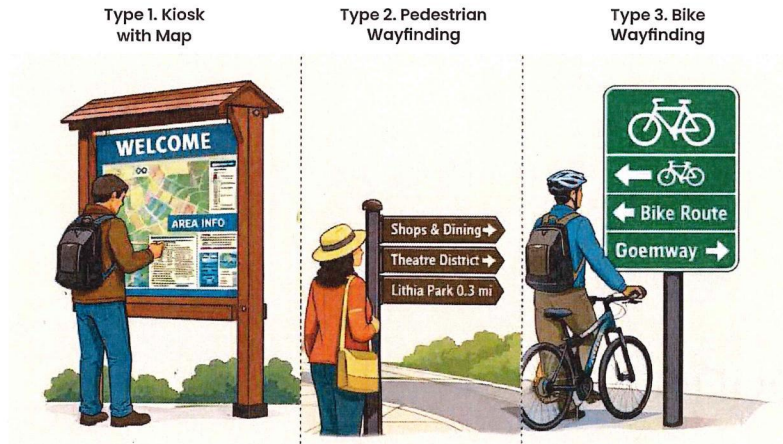 Type 1. Kiosk
with Map
Type 2. Pedestrian
Wayfinding
Type 3. Bike
Wayfinding
WELCOME
AREA INFO
Shops & Dining→
Theatre District→
Lithia Park 0.3 mi
← Bike Route
Goemway →